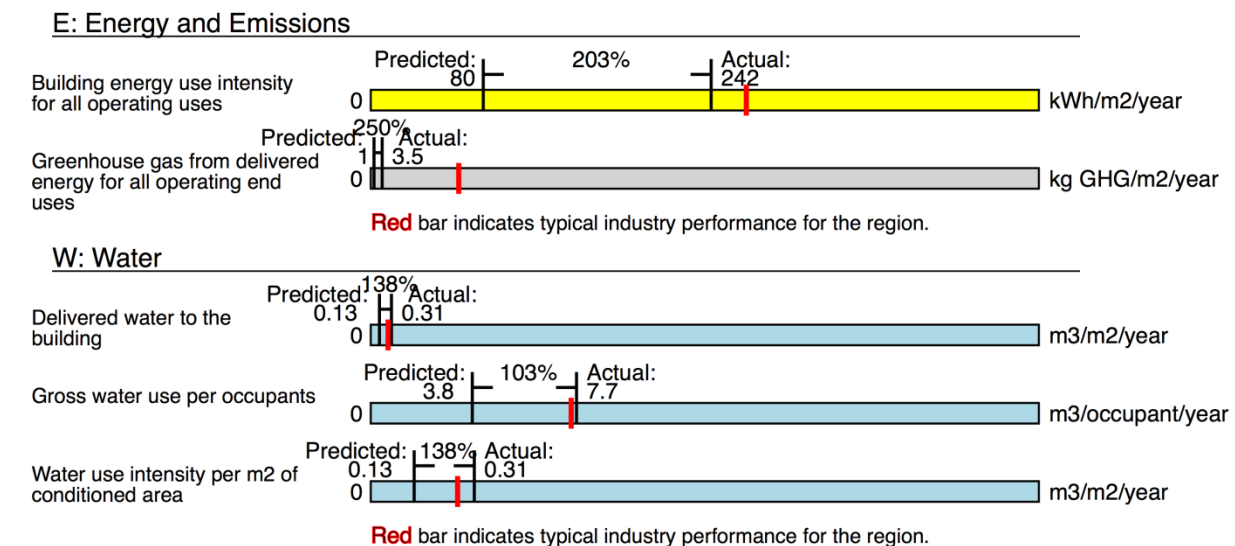 E: Energy and Emissions
Building energy use intensity
for all operating uses
Predicted:
80
203%
Actual:
242
0
kWh/m2/year
Greenhouse gas from delivered
energy for all operating end
uses
Predicted:
1
250%
Actual:
3.5
0
kg GHG/m2/year
Red bar indicates typical industry performance for the region.
W: Water
Delivered water to the
building
Predicted:
0.13
138%
Actual:
0.31
0
m3/m2/year
Gross water use per occupants
Predicted:
3.8
103%
Actual:
7.7
0
m3/occupant/year
Water use intensity per m2 of
conditioned area
Predicted:
0.13
138%
Actual:
0.31
0
m3/m2/year
Red bar indicates typical industry performance for the region.